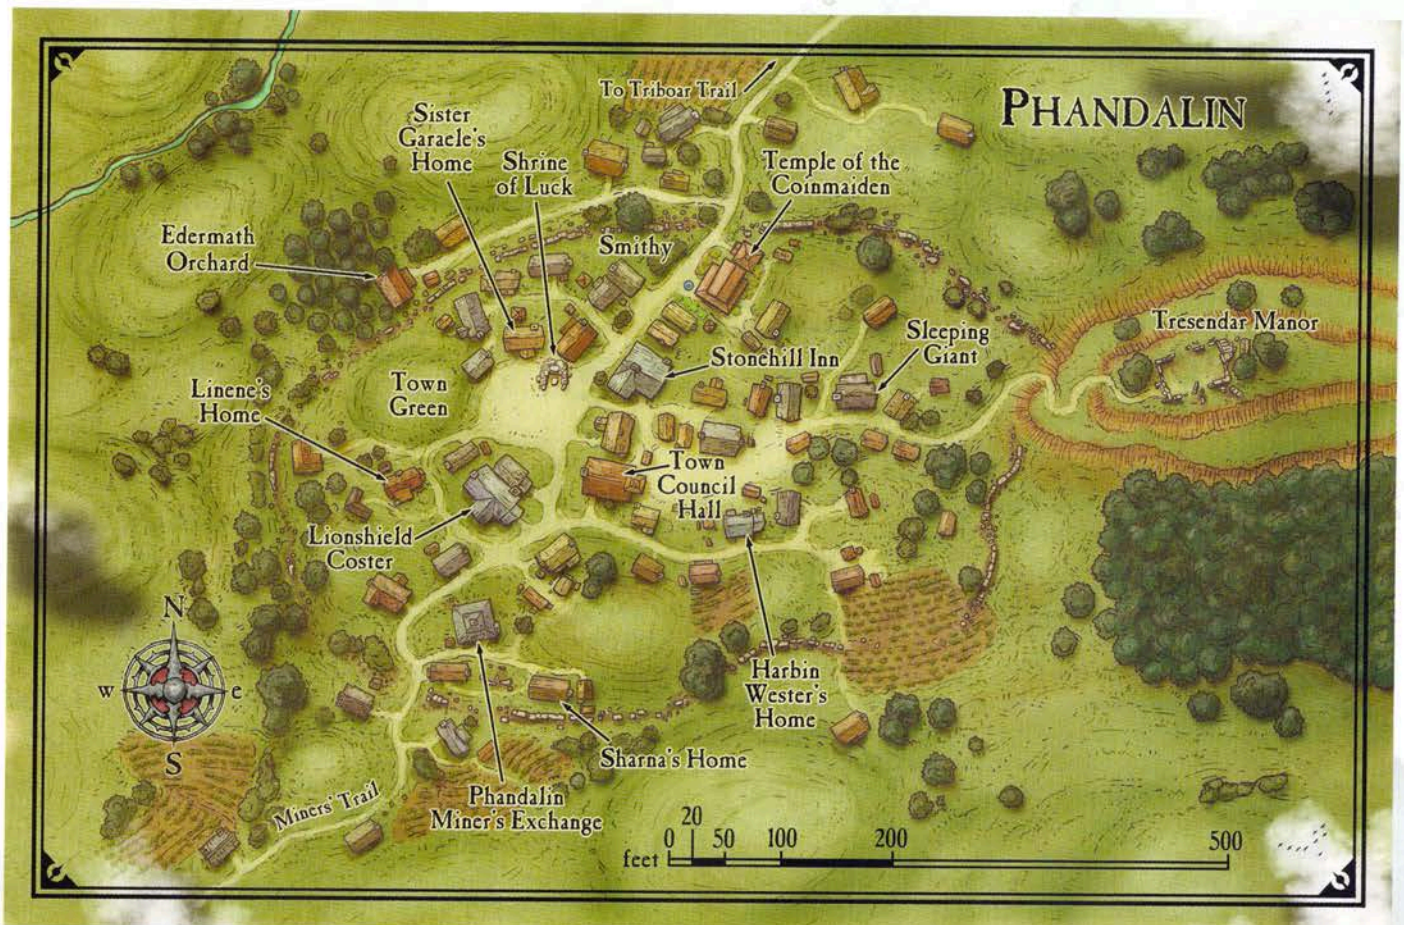 To Triboar Trail
PHANDALIN
Sister
Garaele's
Home
Shrine
of Luck
Temple of the
Coinmaiden
Edermath
Orchard
Smithy
Tresendar Manor
Sleeping
Giant
Stonehill Inn
Town
Green
Linene's
Home
Town
Council
Hall
Lionshield
Coster
N
w
e
S
Harbin
Wester's
Home
Sharna's Home
Phandalin
Miner's Exchange
Miners' Trail
20
0 50 100 200 500
feet